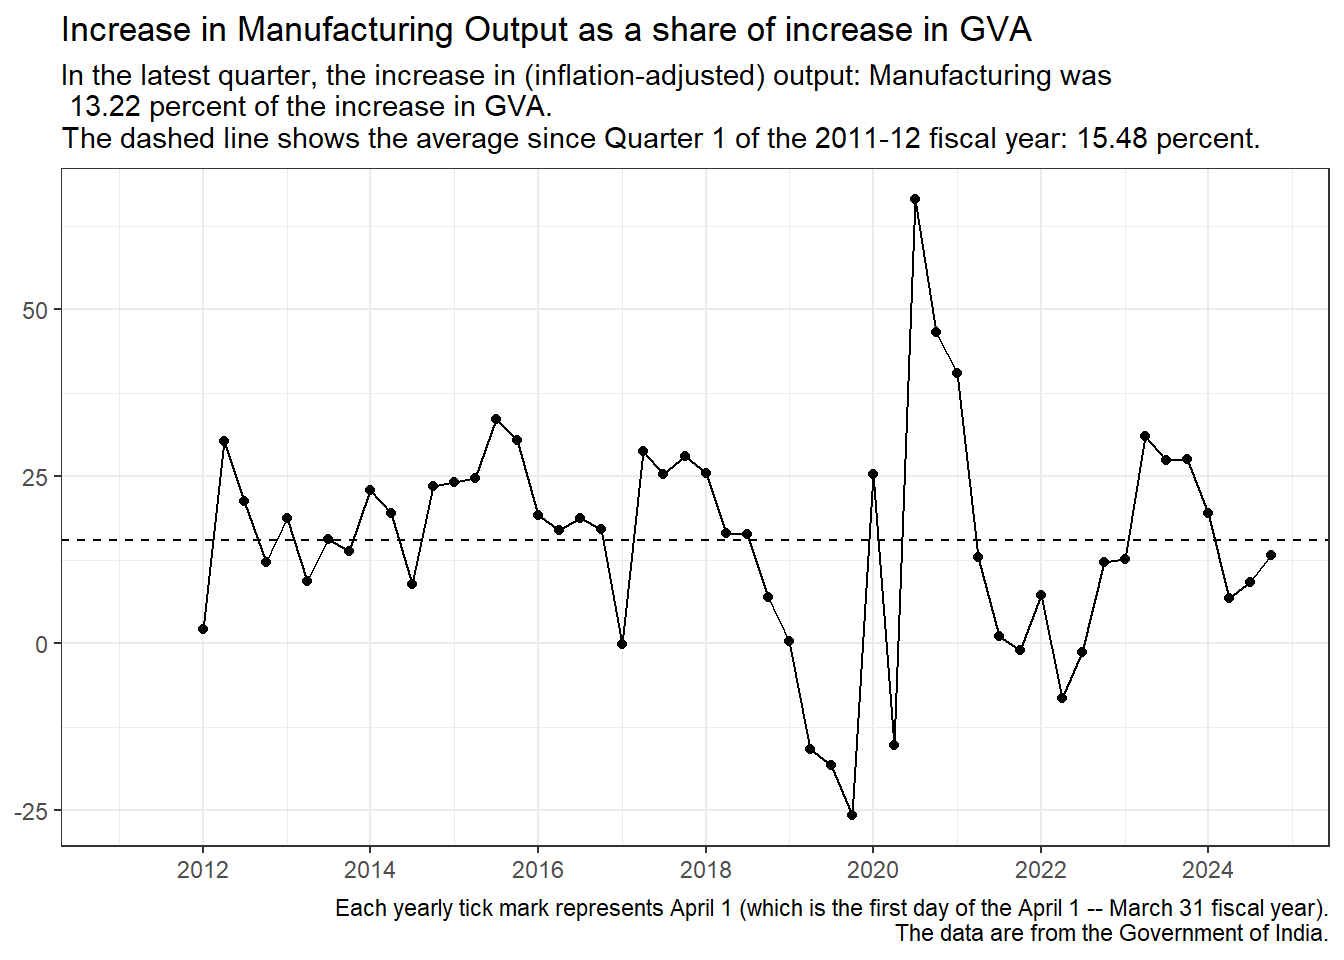 Increase in Manufacturing Output as a share of increase in GVA
In the latest quarter, the increase in (inflation-adjusted) output: Manufacturing was
13.22 percent of the increase in GVA.
The dashed line shows the average since Quarter 1 of the 2011-12 fiscal year: 15.48 percent.
50
25
0
-25
2012 2014 2016 2018 2020 2022 2024
Each yearly tick mark represents April 1 (which is the first day of the April 1 -- March 31 fiscal year).
The data are from the Government of India.